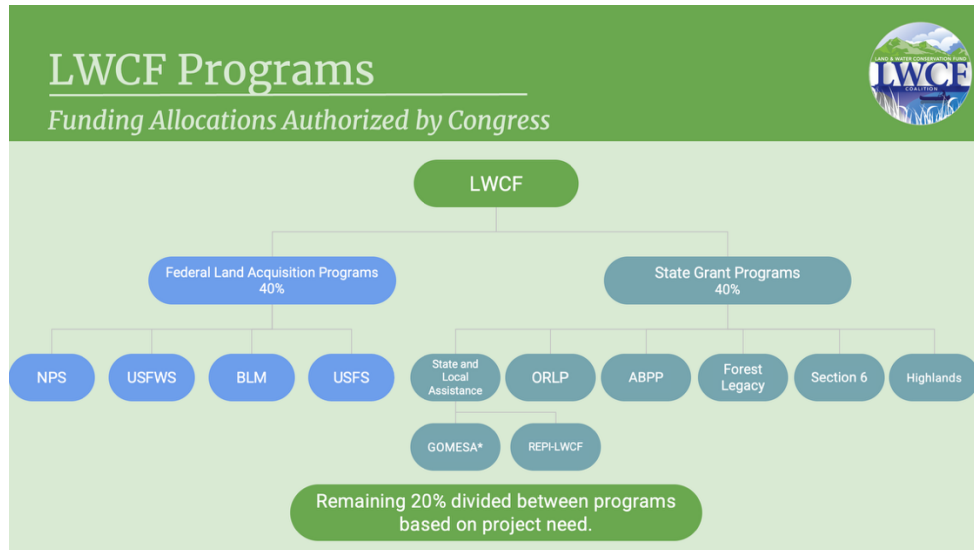 LWCF Programs
Funding Allocations Authorized by Congress
LAND & WATER CONSERVATION FUND
LWCF
COALITION
LWCF
Federal Land Acquisition Programs
40%
State Grant Programs
40%
NPS
USFWS
BLM
USFS
State and
Local
Assistance
ORLP
ABPP
Forest
Legacy
Section 6
Highlands
GOMESA*
REPI-LWCF
Remaining 20% divided between programs
based on project need.